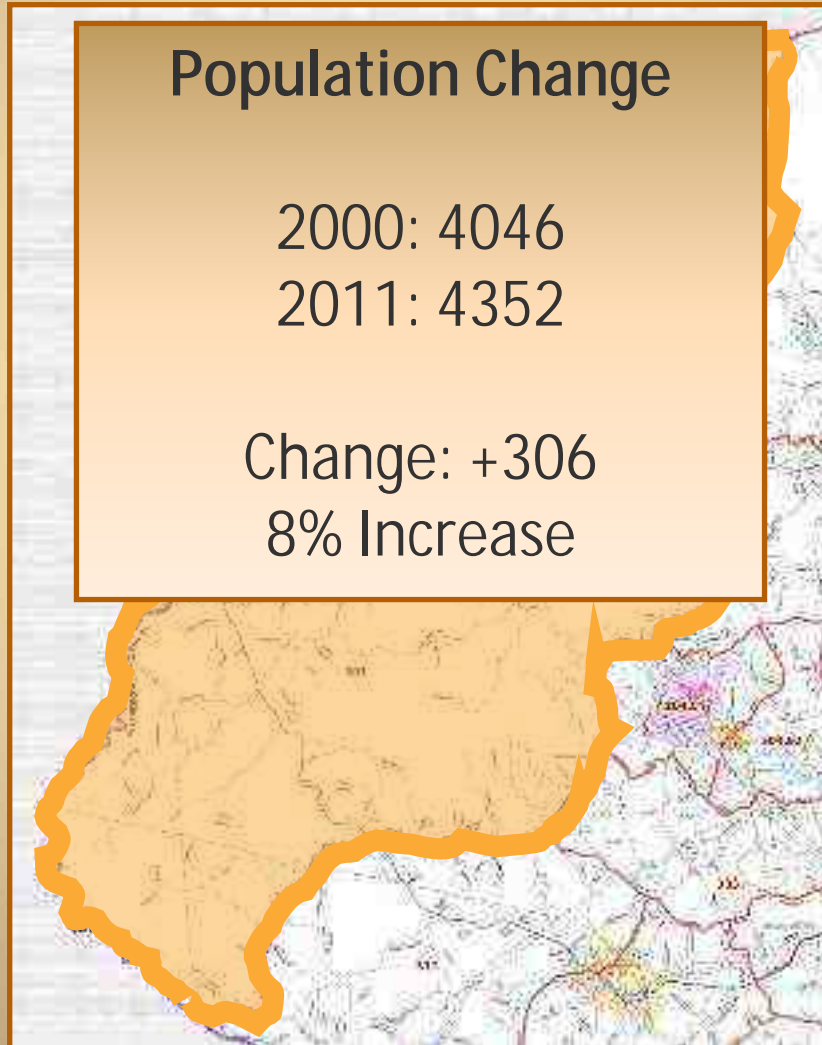 Population Change
2000: 4046
2011: 4352
Change: +306
8% Increase